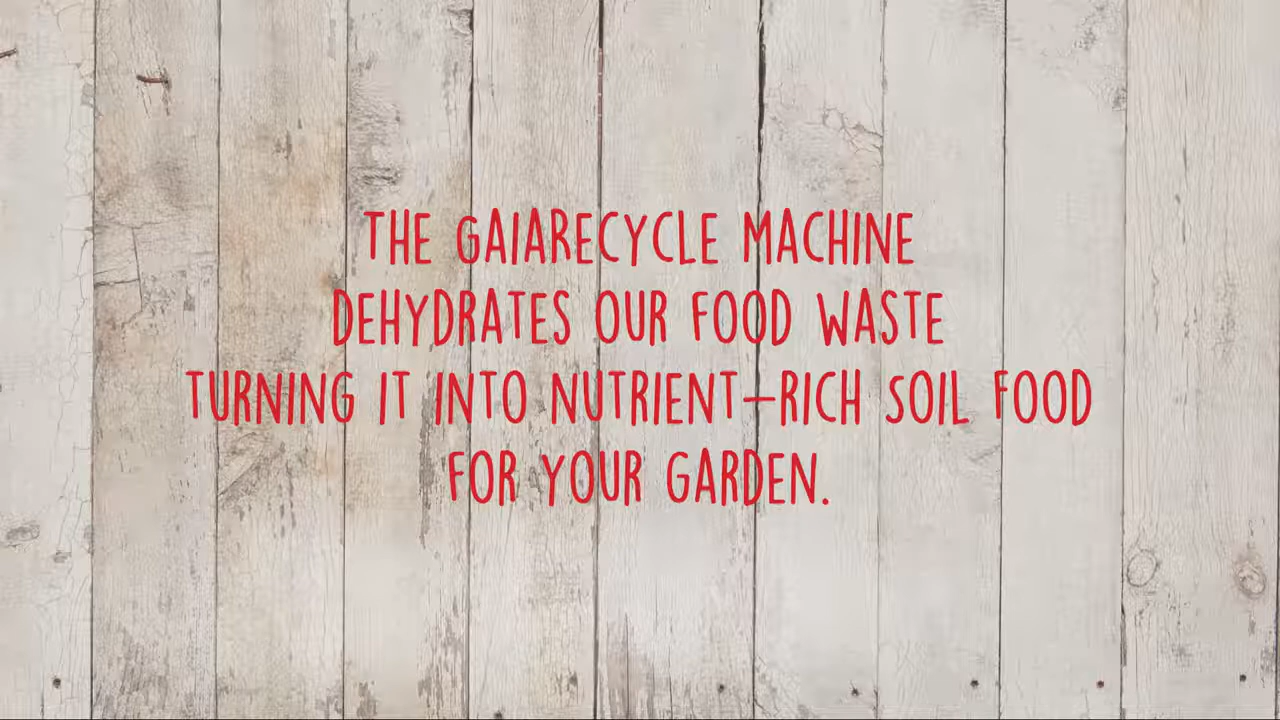 THE GAIARECYCLE MACHINE
DEHYDRATES OUR FOOD WASTE
TURNING IT INTO NUTRIENT-RICH SOIL FOOD
FOR YOUR GARDEN.